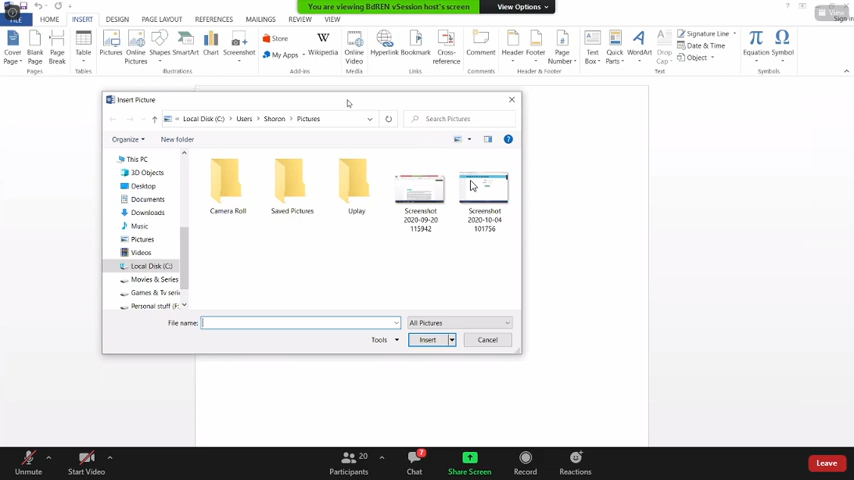 You are viewing BdREN vSession host's screen
View Options
View
Sign in
FILE HOME INSERT DESIGN PAGE LAYOUT REFERENCES MAILINGS REVIEW VIEW
Cover Page
Blank Page
Page Break
Pages
Table
Tables
Pictures
Online Pictures
Shapes
SmartArt
Chart
Screenshot
Illustrations
Store
My Apps
Wikipedia
Add-ins
Online Video
Media
Hyperlink
Bookmark
Cross-reference
Links
Comment
Comments
Header
Footer
Page Number
Header & Footer
Text Box
Quick Parts
WordArt
Drop Cap
Signature Line
Date & Time
Object
Text
Equation
Symbol
Symbols
Insert Picture
« Local Disk (C:) > Users > Shoron > Pictures
Search Pictures
Organize
New folder
This PC
3D Objects
Desktop
Documents
Downloads
Music
Pictures
Videos
Local Disk (C:)
Movies & Series
Games & Tv serie
Personal stuff (F:
Camera Roll
Saved Pictures
Uplay
Screenshot
2020-09-20
115942
Screenshot
2020-10-04
101756
File name:
All Pictures
Tools
Insert
Cancel
Unmute
Start Video
20
Participants
7
Chat
Share Screen
Record
Reactions
Leave